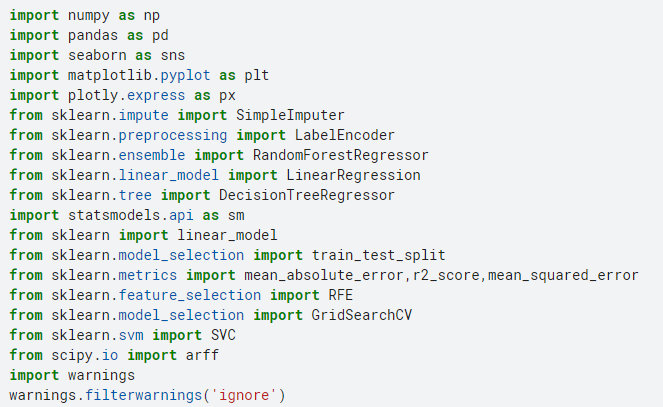 import numpy as np
import pandas as pd
import seaborn as sns
import matplotlib.pyplot as plt
import plotly.express as px
from sklearn.impute import SimpleImputer
from sklearn.preprocessing import LabelEncoder
from sklearn.ensemble import RandomForestRegressor
from sklearn.linear_model import LinearRegression
from sklearn.tree import DecisionTreeRegressor
import statsmodels.api as sm
from sklearn import linear_model
from sklearn.model_selection import train_test_split
from sklearn.metrics import mean_absolute_error,r2_score,mean_squared_error
from sklearn.feature_selection import RFE
from sklearn.model_selection import GridSearchCV
from sklearn.svm import SVC
from scipy.io import arff
import warnings
warnings.filterwarnings('ignore')